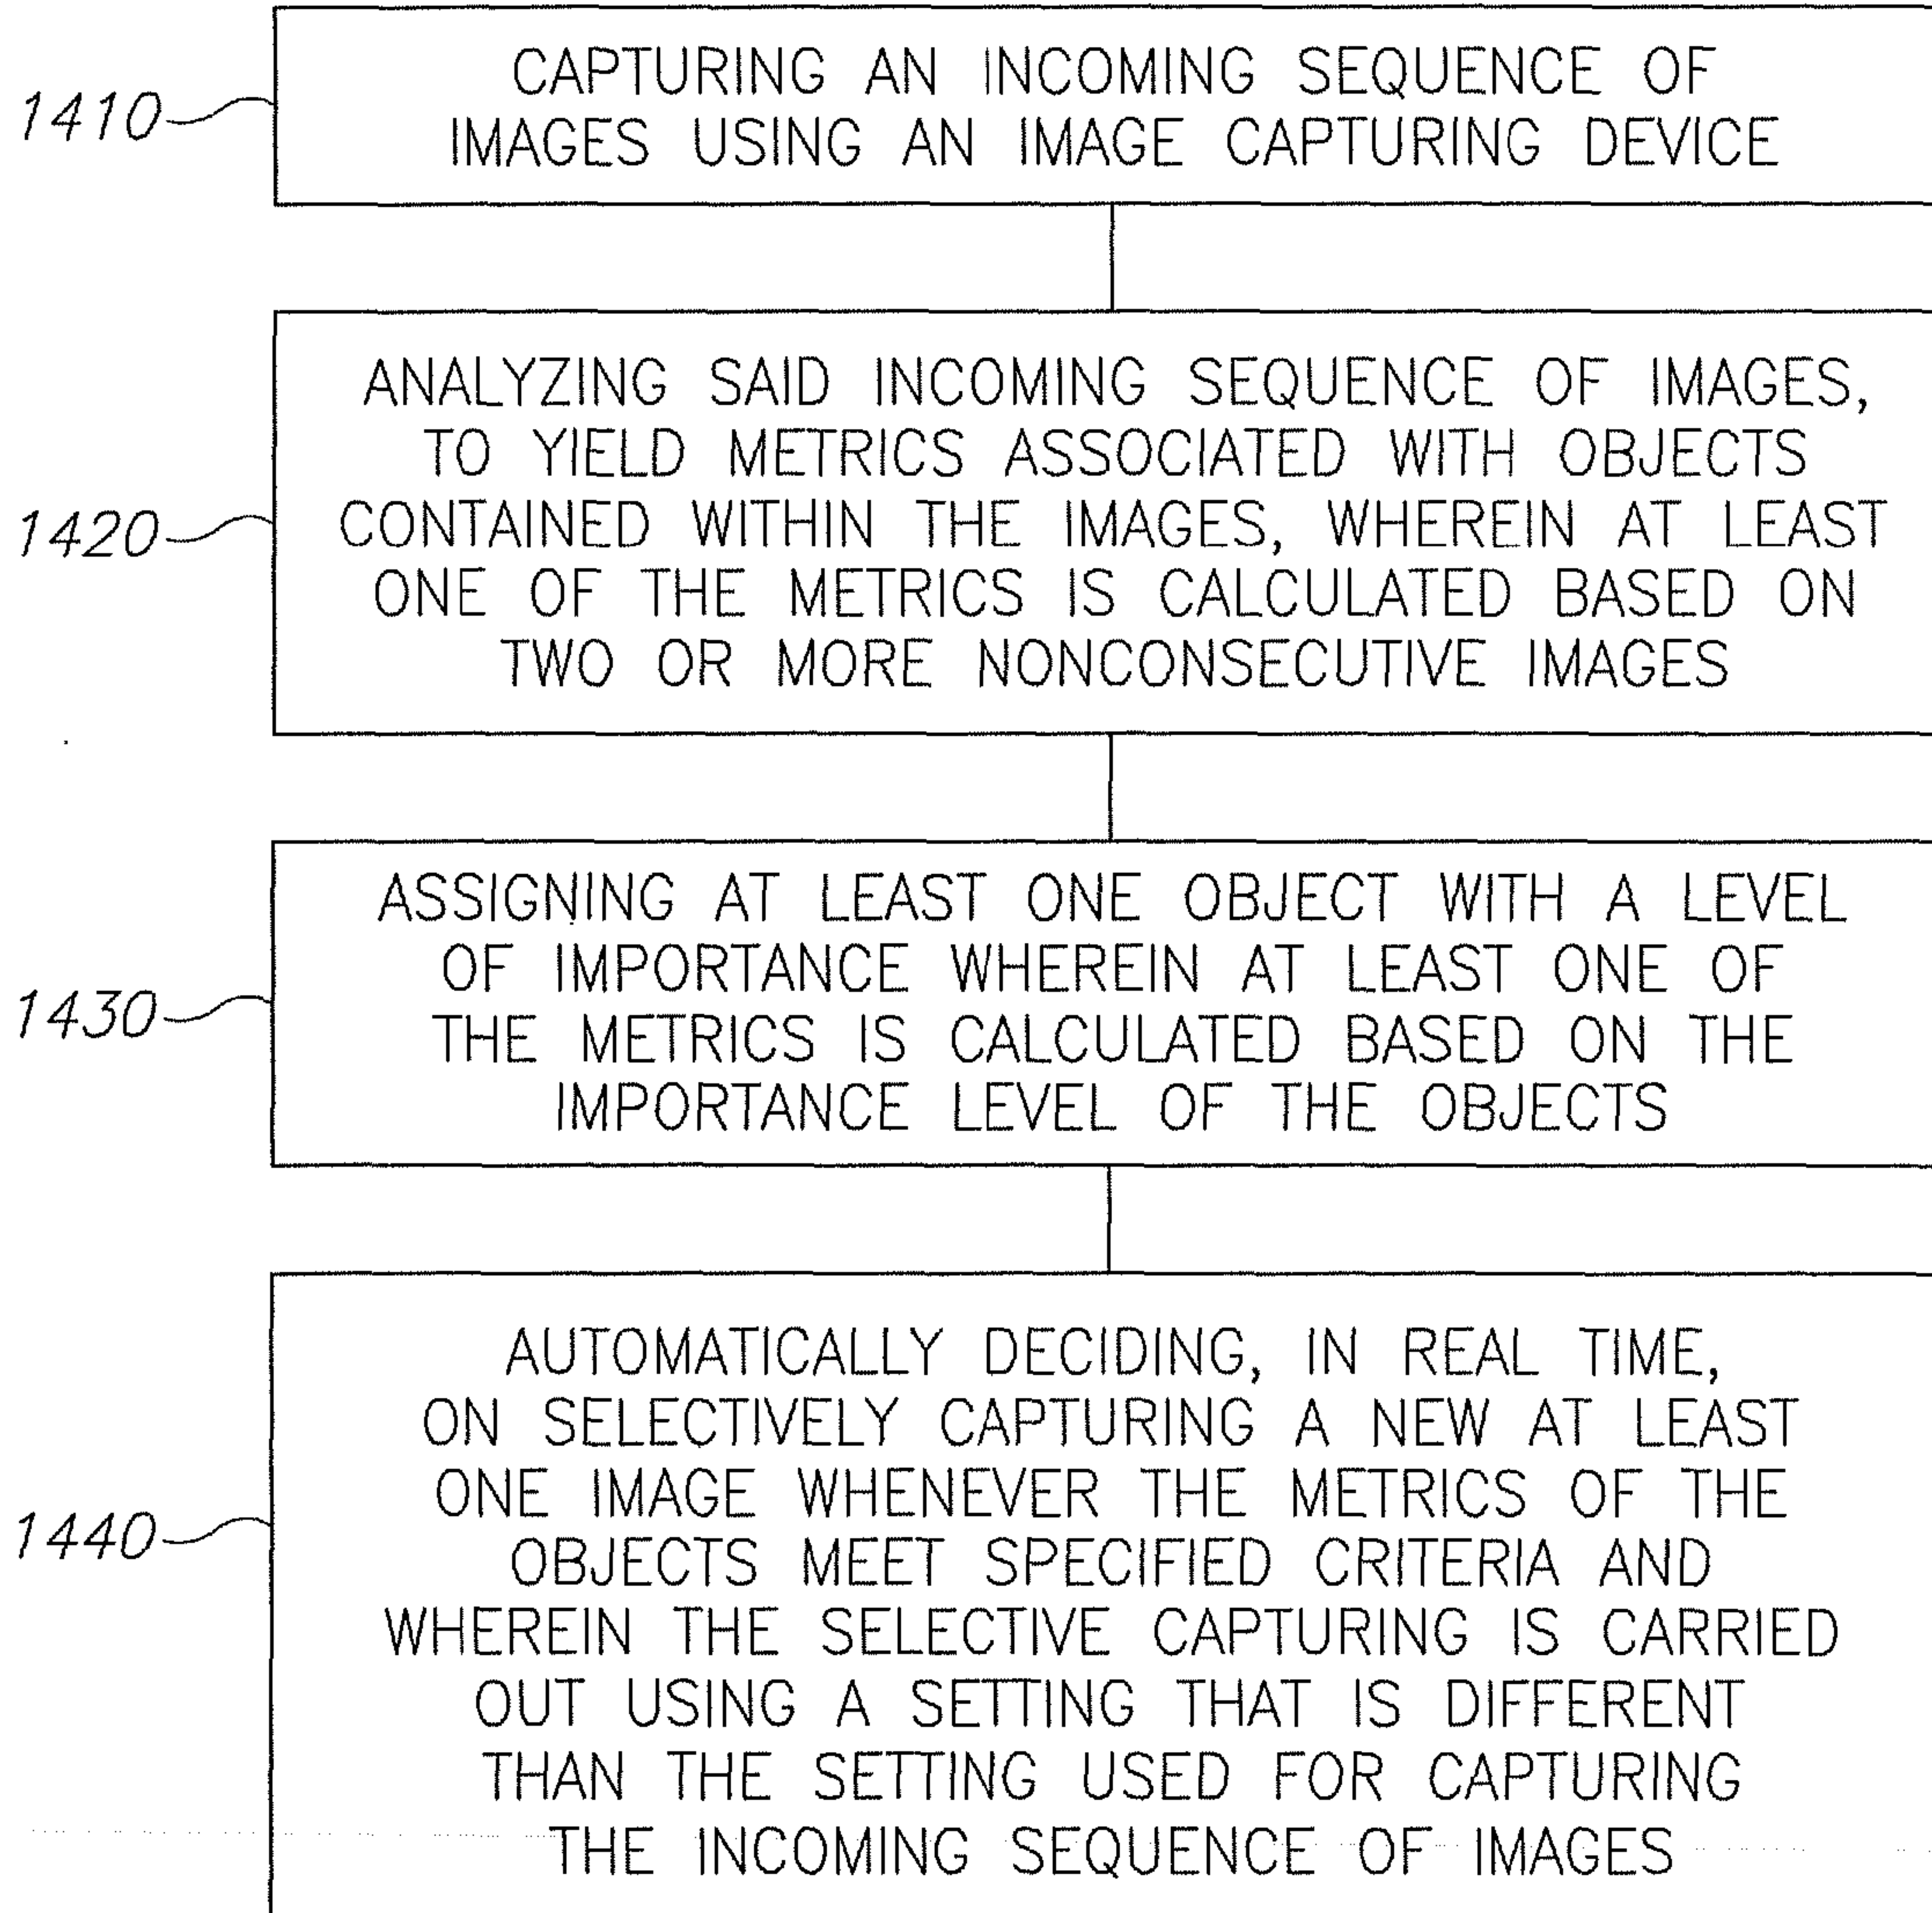 1410
CAPTURING AN INCOMING SEQUENCE OF
IMAGES USING AN IMAGE CAPTURING DEVICE
1420
ANALYZING SAID INCOMING SEQUENCE OF IMAGES,
TO YIELD METRICS ASSOCIATED WITH OBJECTS
CONTAINED WITHIN THE IMAGES, WHEREIN AT LEAST
ONE OF THE METRICS IS CALCULATED BASED ON
TWO OR MORE NONCONSECUTIVE IMAGES
1430
ASSIGNING AT LEAST ONE OBJECT WITH A LEVEL
OF IMPORTANCE WHEREIN AT LEAST ONE OF
THE METRICS IS CALCULATED BASED ON THE
IMPORTANCE LEVEL OF THE OBJECTS
1440
AUTOMATICALLY DECIDING, IN REAL TIME,
ON SELECTIVELY CAPTURING A NEW AT LEAST
ONE IMAGE WHENEVER THE METRICS OF THE
OBJECTS MEET SPECIFIED CRITERIA AND
WHEREIN THE SELECTIVE CAPTURING IS CARRIED
OUT USING A SETTING THAT IS DIFFERENT
THAN THE SETTING USED FOR CAPTURING
THE INCOMING SEQUENCE OF IMAGES